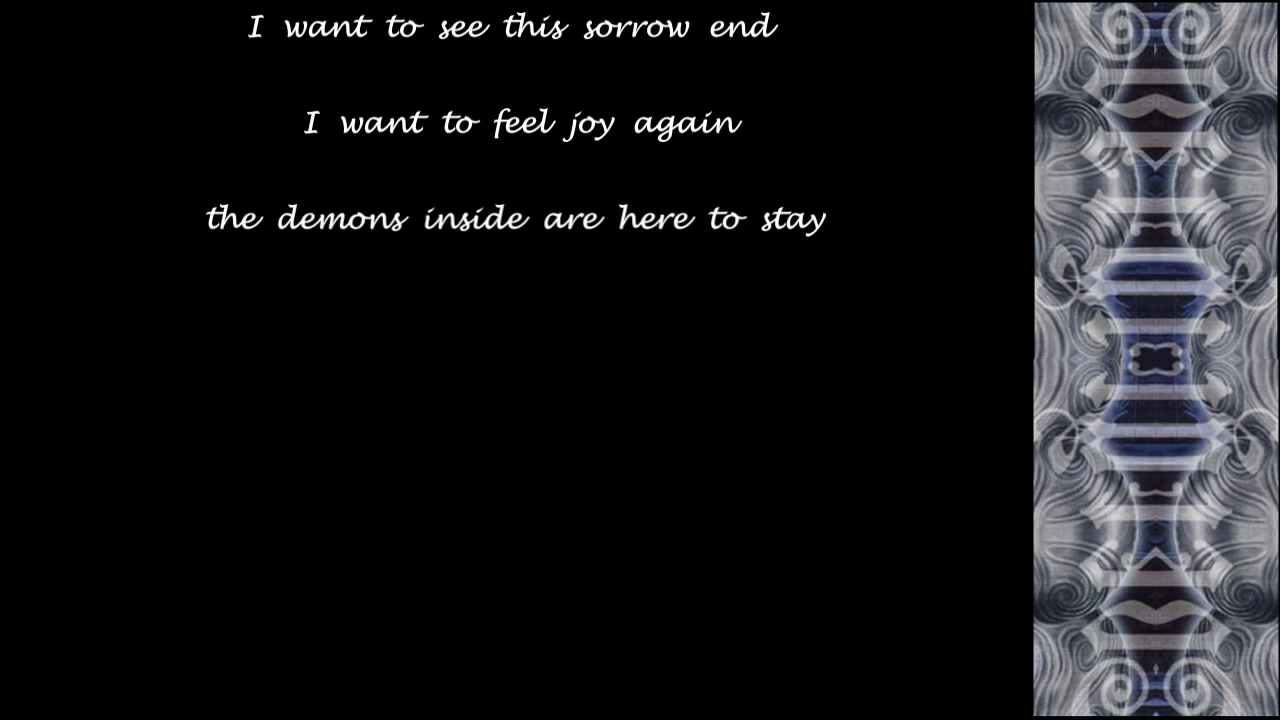 I want to see this sorrow end
I want to feel joy again
the demons inside are here to stay